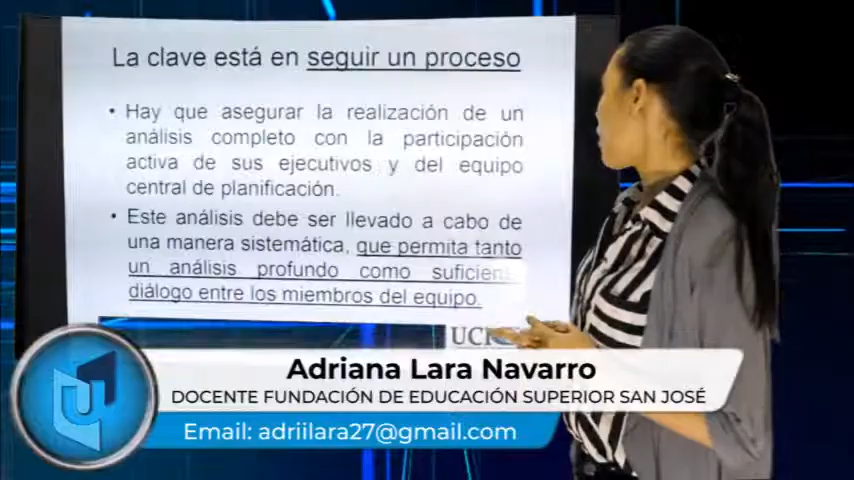 La clave está en seguir un proceso
• Hay que asegurar la realización de un
análisis completo con la participación
activa de sus ejecutivos y del equipo
central de planificación.
• Este análisis debe ser llevado a cabo de
una manera sistemática, que permita tanto
un análisis profundo como suficiente
diálogo entre los miembros del equipo.
Adriana Lara Navarro
DOCENTE FUNDACIÓN DE EDUCACIÓN SUPERIOR SAN JOSÉ
Email: adriilara27@gmail.com